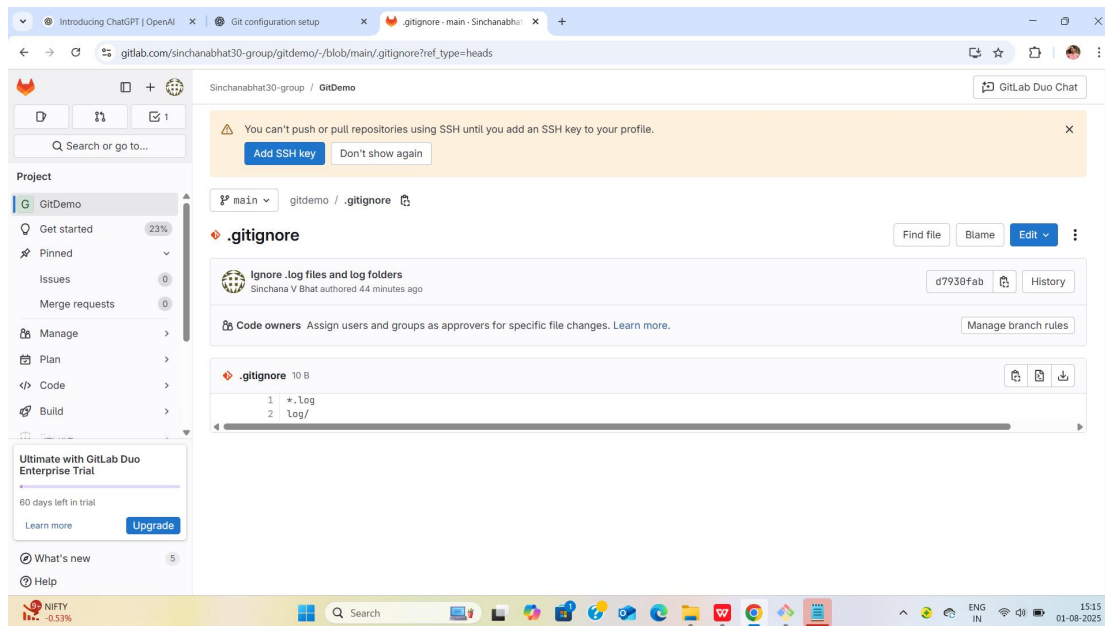 Introducing ChatGPT | OpenAI
Git configuration setup
.gitignore · main · Sinchanabhat
gitlab.com/sinchanabhat30-group/gitdemo/-/blob/main/.gitignore?ref_type=heads
Sinchanabhat30-group / GitDemo
GitLab Duo Chat
1
Search or go to...
You can't push or pull repositories using SSH until you add an SSH key to your profile.
Add SSH key
Don't show again
Project
G GitDemo
Get started 23%
Pinned
Issues 0
Merge requests 0
Manage
Plan
Code
Build
main
gitdemo / .gitignore
.gitignore
Find file
Blame
Edit
Ignore .log files and log folders
Sinchana V Bhat authored 44 minutes ago
d7930fab
History
Code owners Assign users and groups as approvers for specific file changes. Learn more.
Manage branch rules
.gitignore 10 B
1 *.log
2 log/
Ultimate with GitLab Duo
Enterprise Trial
60 days left in trial
Learn more
Upgrade
What's new 5
Help
9+
NIFTY
-0.53%
Search
ENG
IN
15:15
01-08-2025